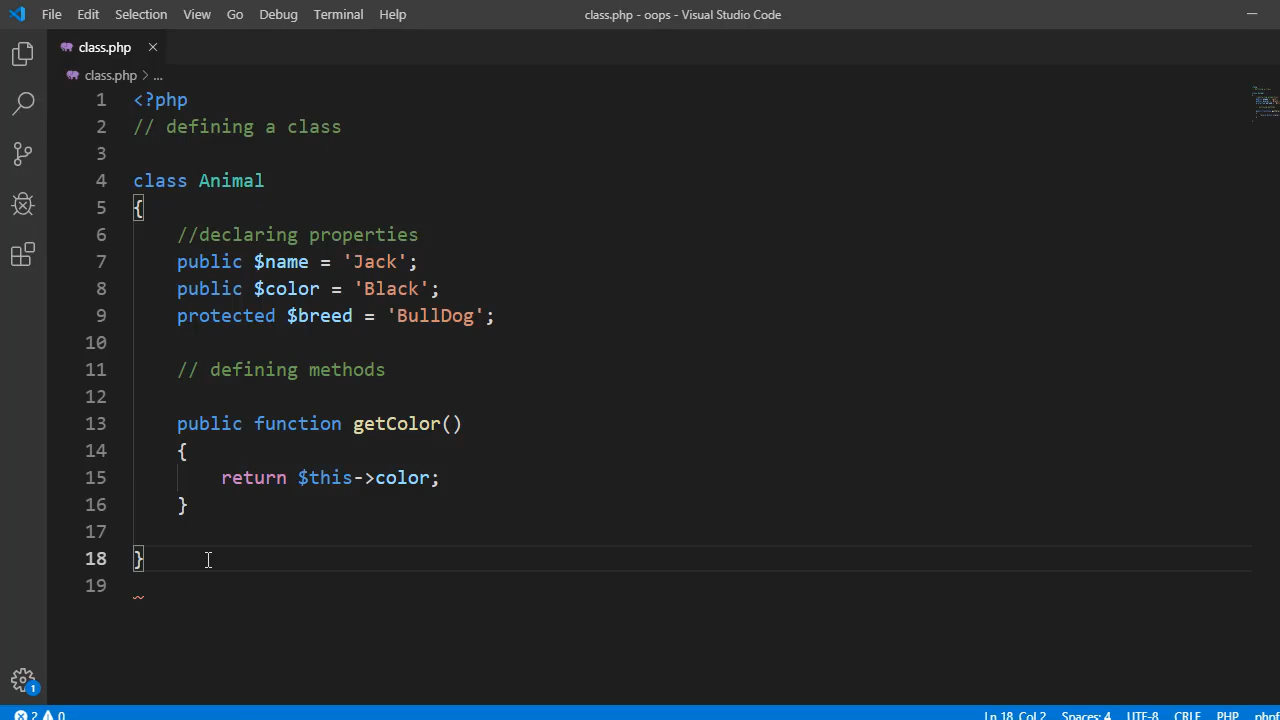 File Edit Selection View Go Debug Terminal Help class.php - oops - Visual Studio Code
class.php
class.php > ...
1 <?php
2 // defining a class
3
4 class Animal
5 {
6 //declaring properties
7 public $name = 'Jack';
8 public $color = 'Black';
9 protected $breed = 'BullDog';
10
11 // defining methods
12
13 public function getColor()
14 {
15 return $this->color;
16 }
17
18 }
19
1
2 0 Ln 18, Col 2 Spaces: 4 UTF-8 CRLF PHP